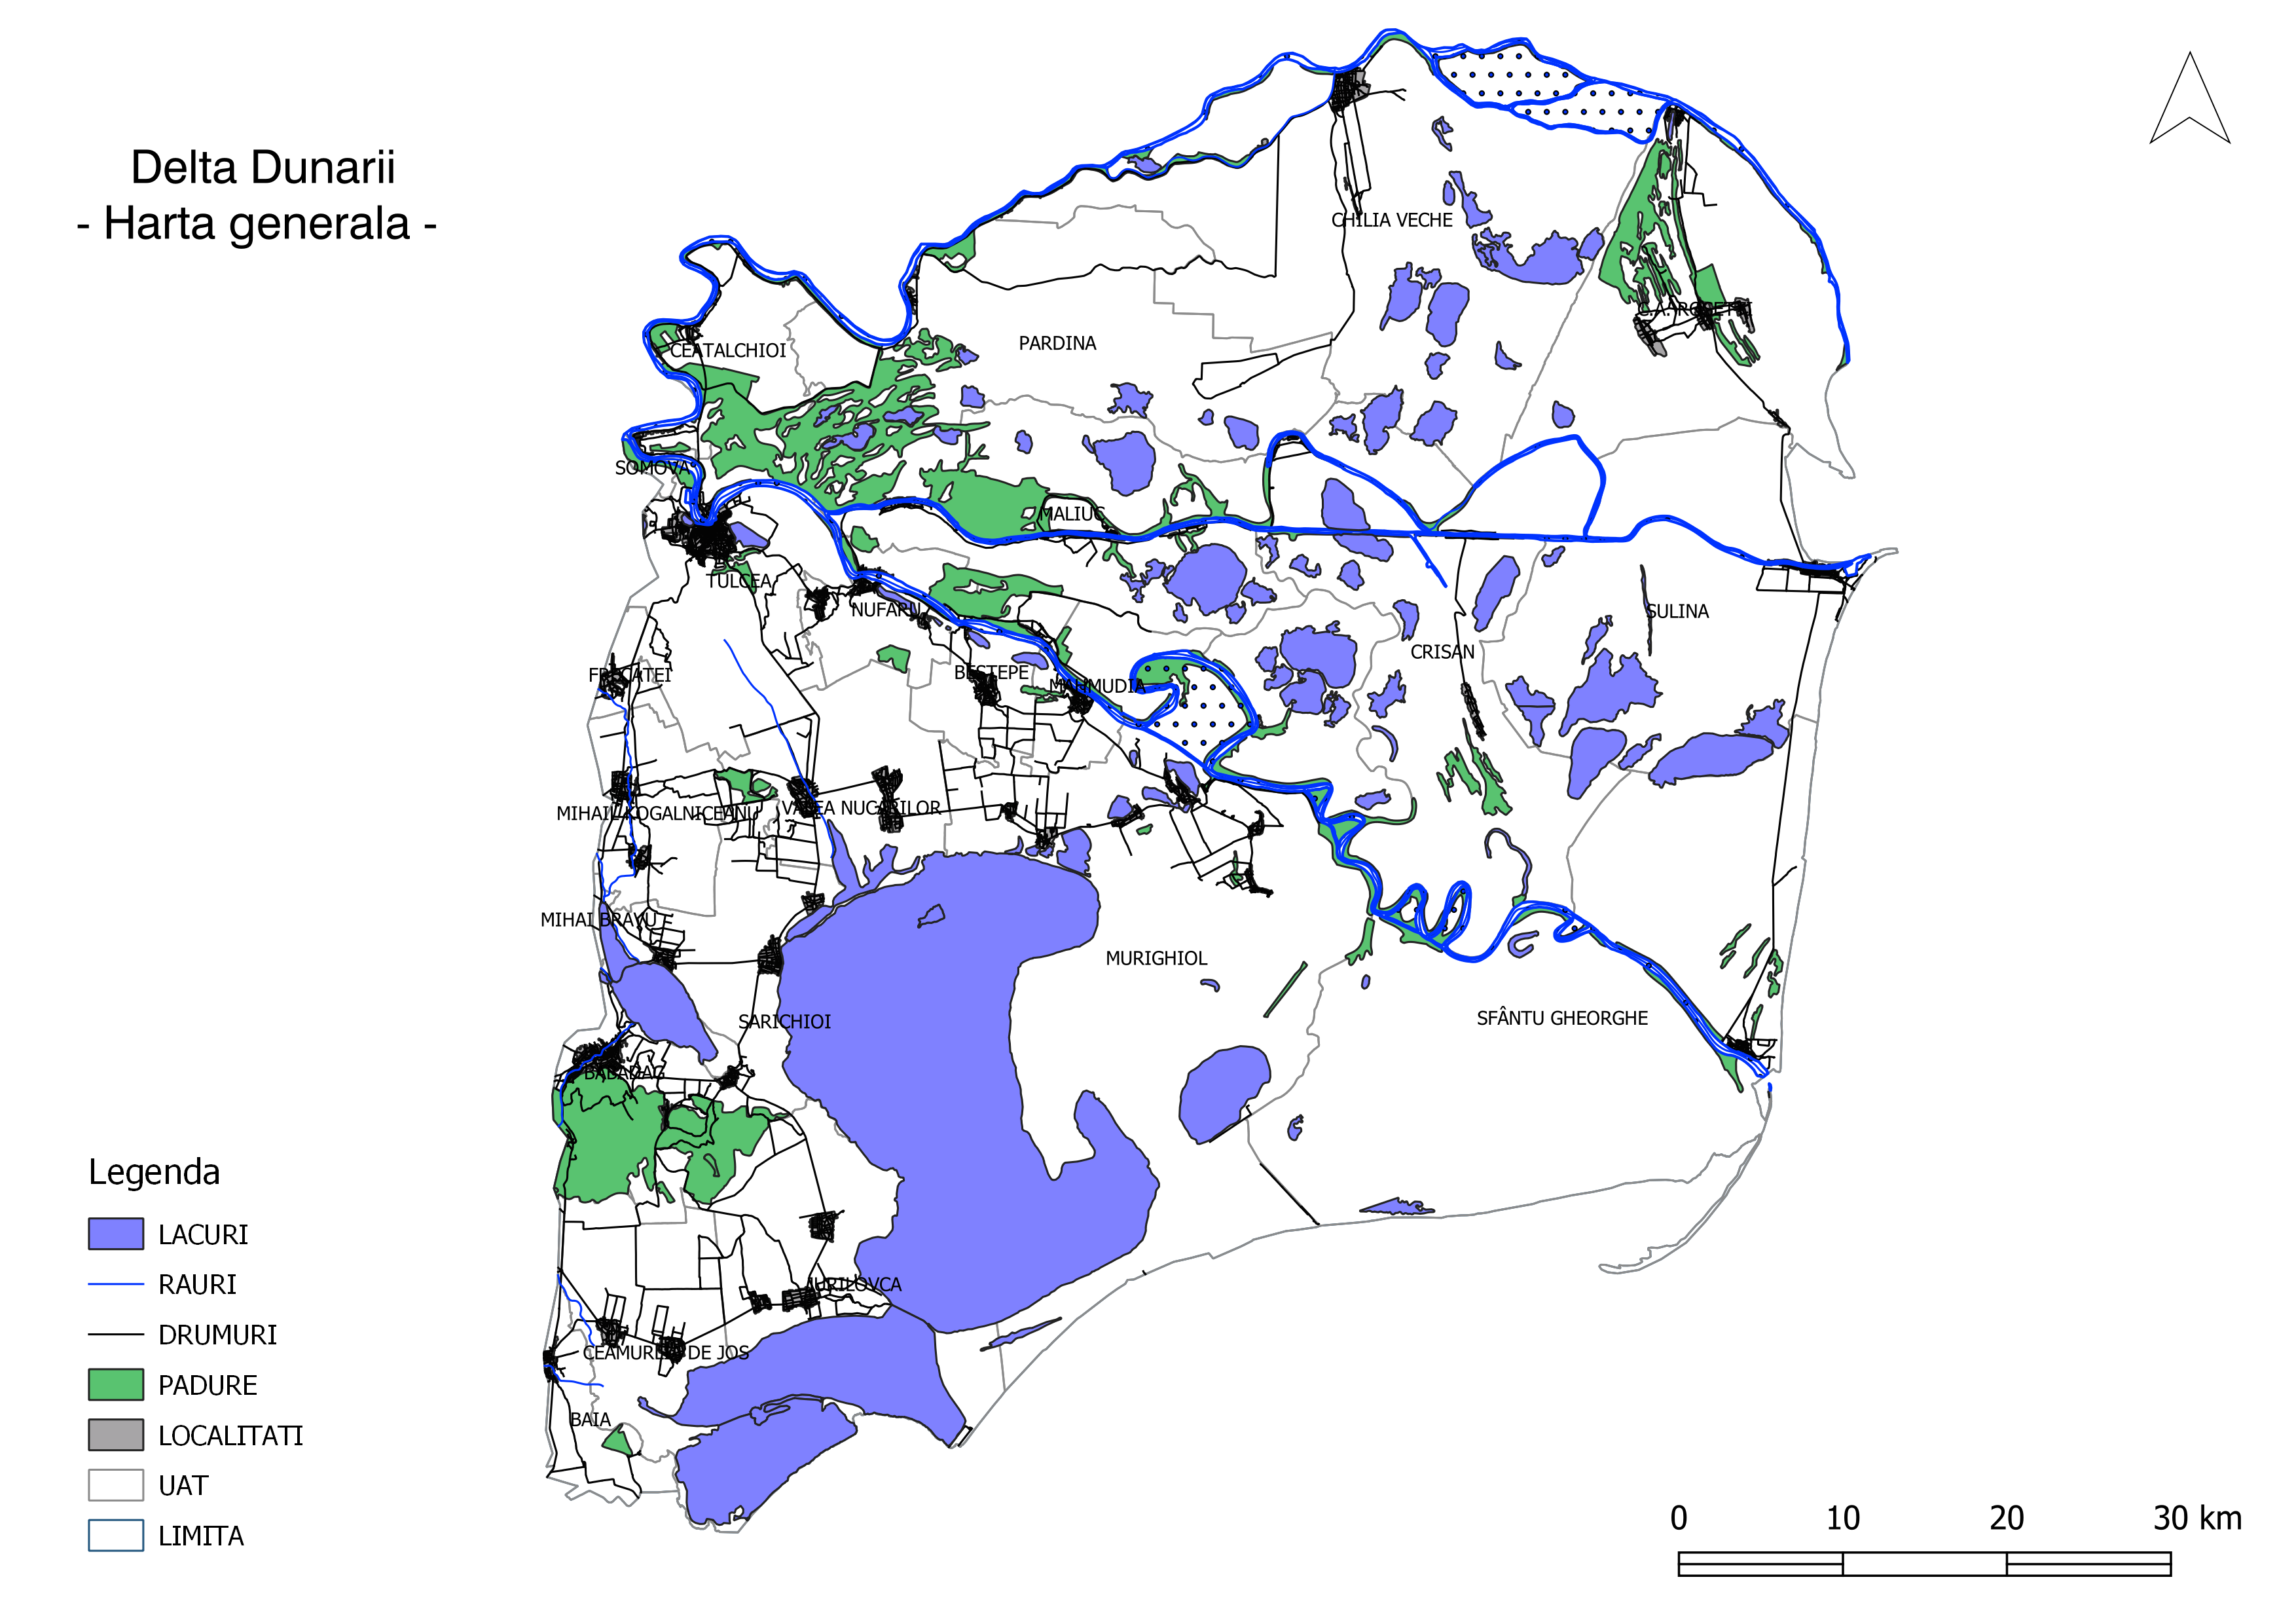 Delta Dunarii
- Harta generala -
CHILIA VECHE
C.A. ROSETTI
PARDINA
CEATALCHIOI
SOMOVA
MALIUC
TULCEA
NUFARU
SULINA
CRISAN
BESTEPE
FRECATEI
MAHMUDIA
VALEA NUCARILOR
MIHAIL KOGALNICEANU
MIHAI BRAVU
MURIGHIOL
SFÂNTU GHEORGHE
SARICHIOI
BABADAG
JURILOVCA
CEAMURLIA DE JOS
BAIA
Legenda
LACURI
RAURI
DRUMURI
PADURE
LOCALITATI
UAT
LIMITA
0 10 20 30 km